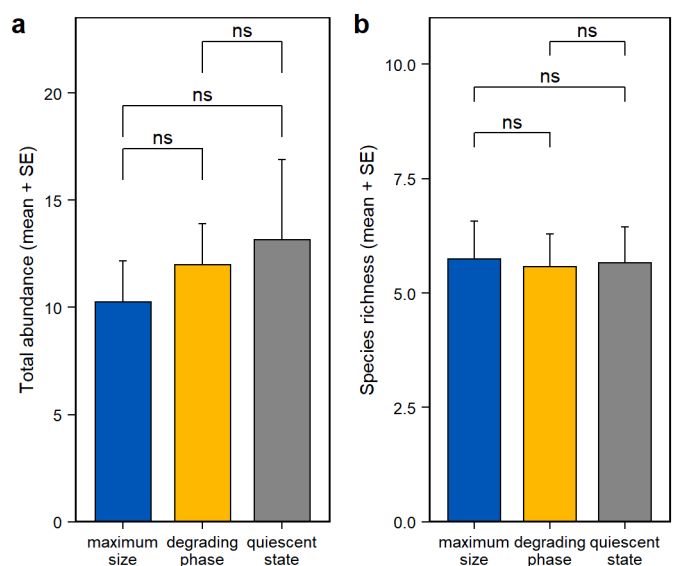 a
ns
ns
ns
Total abundance (mean + SE)
20
15
10
5
0
maximum size
degrading phase
quiescent state
b
ns
ns
ns
Species richness (mean + SE)
10.0
7.5
5.0
2.5
0.0
maximum size
degrading phase
quiescent state